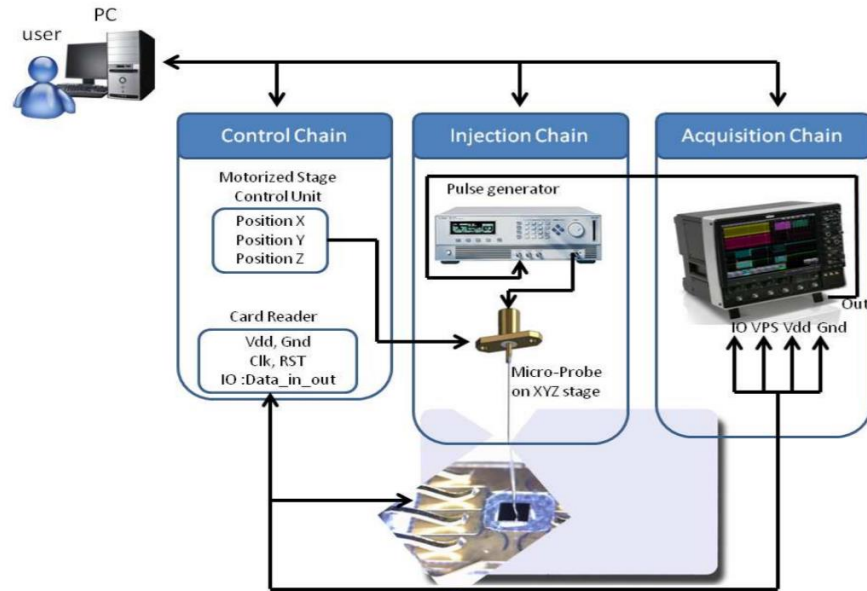 PC
user
Control Chain
Motorized Stage
Control Unit
Position X
Position Y
Position Z
Card Reader
Vdd, Gnd
Clk, RST
IO :Data_in_out
Injection Chain
Pulse generator
Micro-Probe
on XYZ stage
Acquisition Chain
Out
IO VPS Vdd Gnd